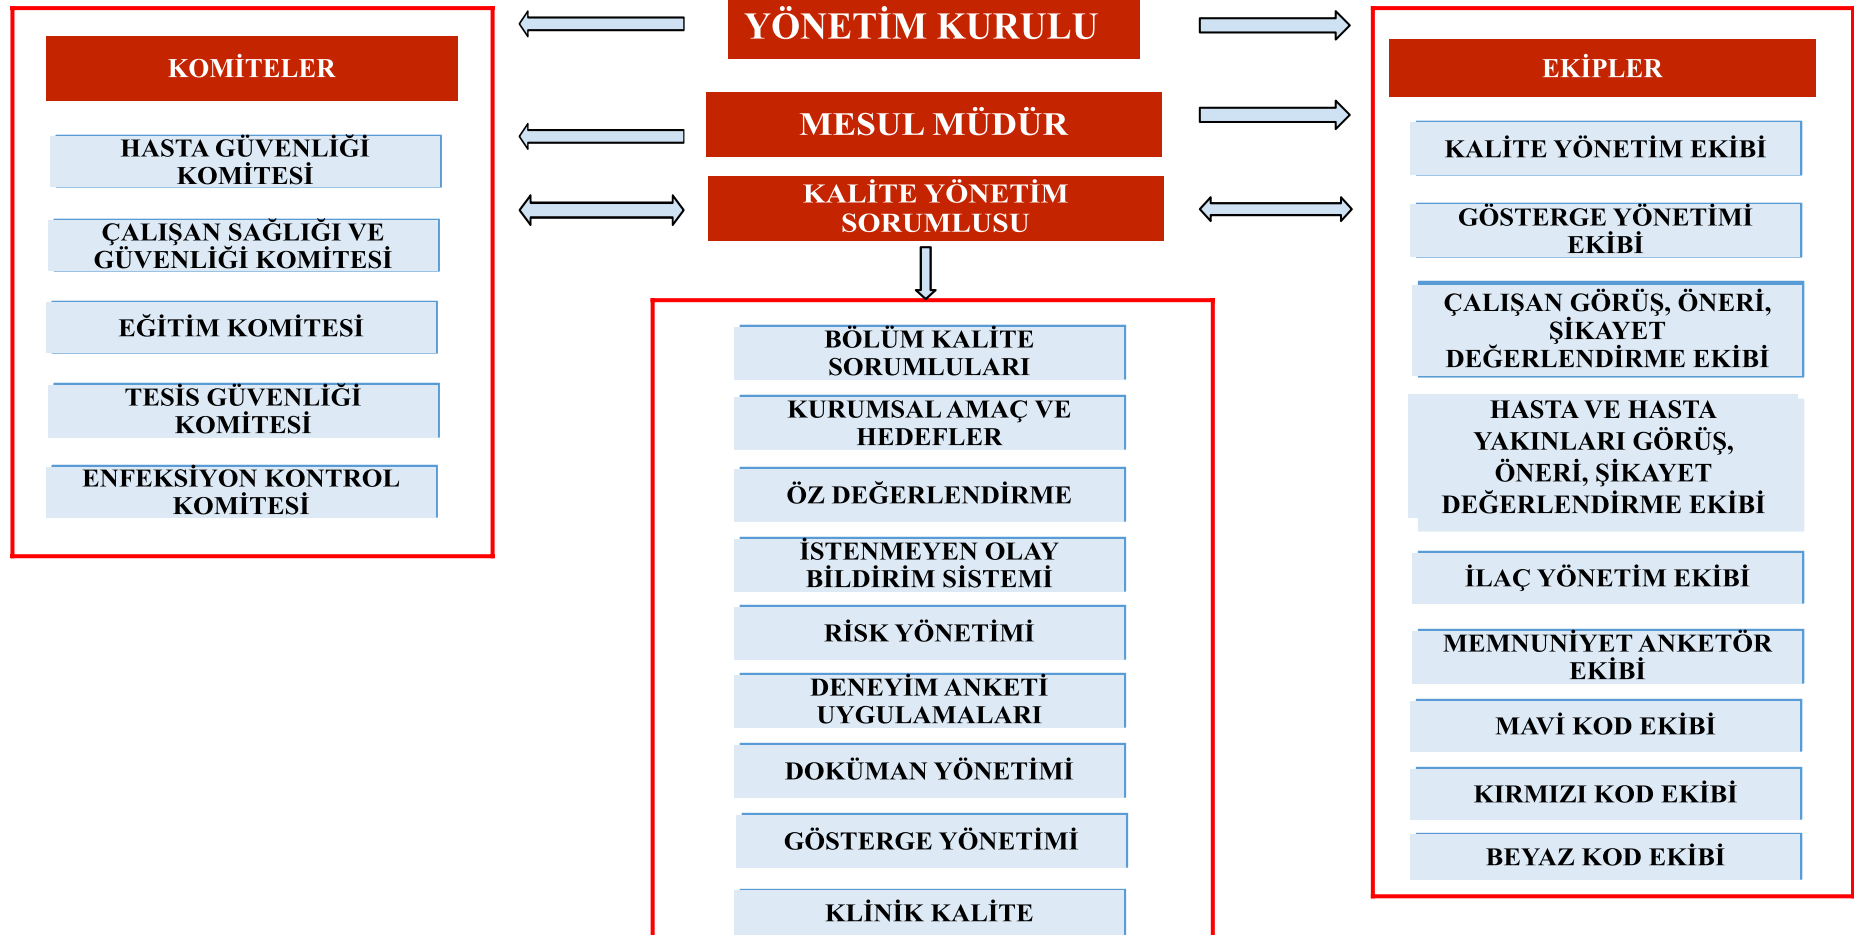 YÖNETİM KURULU
MESUL MÜDÜR
KALİTE YÖNETİM
SORUMLUSU
KOMİTELER
HASTA GÜVENLİĞİ
KOMİTESİ
ÇALIŞAN SAĞLIĞI VE
GÜVENLİĞİ KOMİTESİ
EĞİTİM KOMİTESİ
TESİS GÜVENLİĞİ
KOMİTESİ
ENFEKSİYON KONTROL
KOMİTESİ
BÖLÜM KALİTE
SORUMLULARI
KURUMSAL AMAÇ VE
HEDEFLER
ÖZ DEĞERLENDİRME
İSTENMEYEN OLAY
BİLDİRİM SİSTEMİ
RİSK YÖNETİMİ
DENEYİM ANKETİ
UYGULAMALARI
DOKÜMAN YÖNETİMİ
GÖSTERGE YÖNETİMİ
KLİNİK KALİTE
EKİPLER
KALİTE YÖNETİM EKİBİ
GÖSTERGE YÖNETİMİ
EKİBİ
ÇALIŞAN GÖRÜŞ, ÖNERİ,
ŞİKAYET
DEĞERLENDİRME EKİBİ
HASTA VE HASTA
YAKINLARI GÖRÜŞ,
ÖNERİ, ŞİKAYET
DEĞERLENDİRME EKİBİ
İLAÇ YÖNETİM EKİBİ
MEMNUNİYET ANKETÖR
EKİBİ
MAVİ KOD EKİBİ
KIRMIZI KOD EKİBİ
BEYAZ KOD EKİBİ